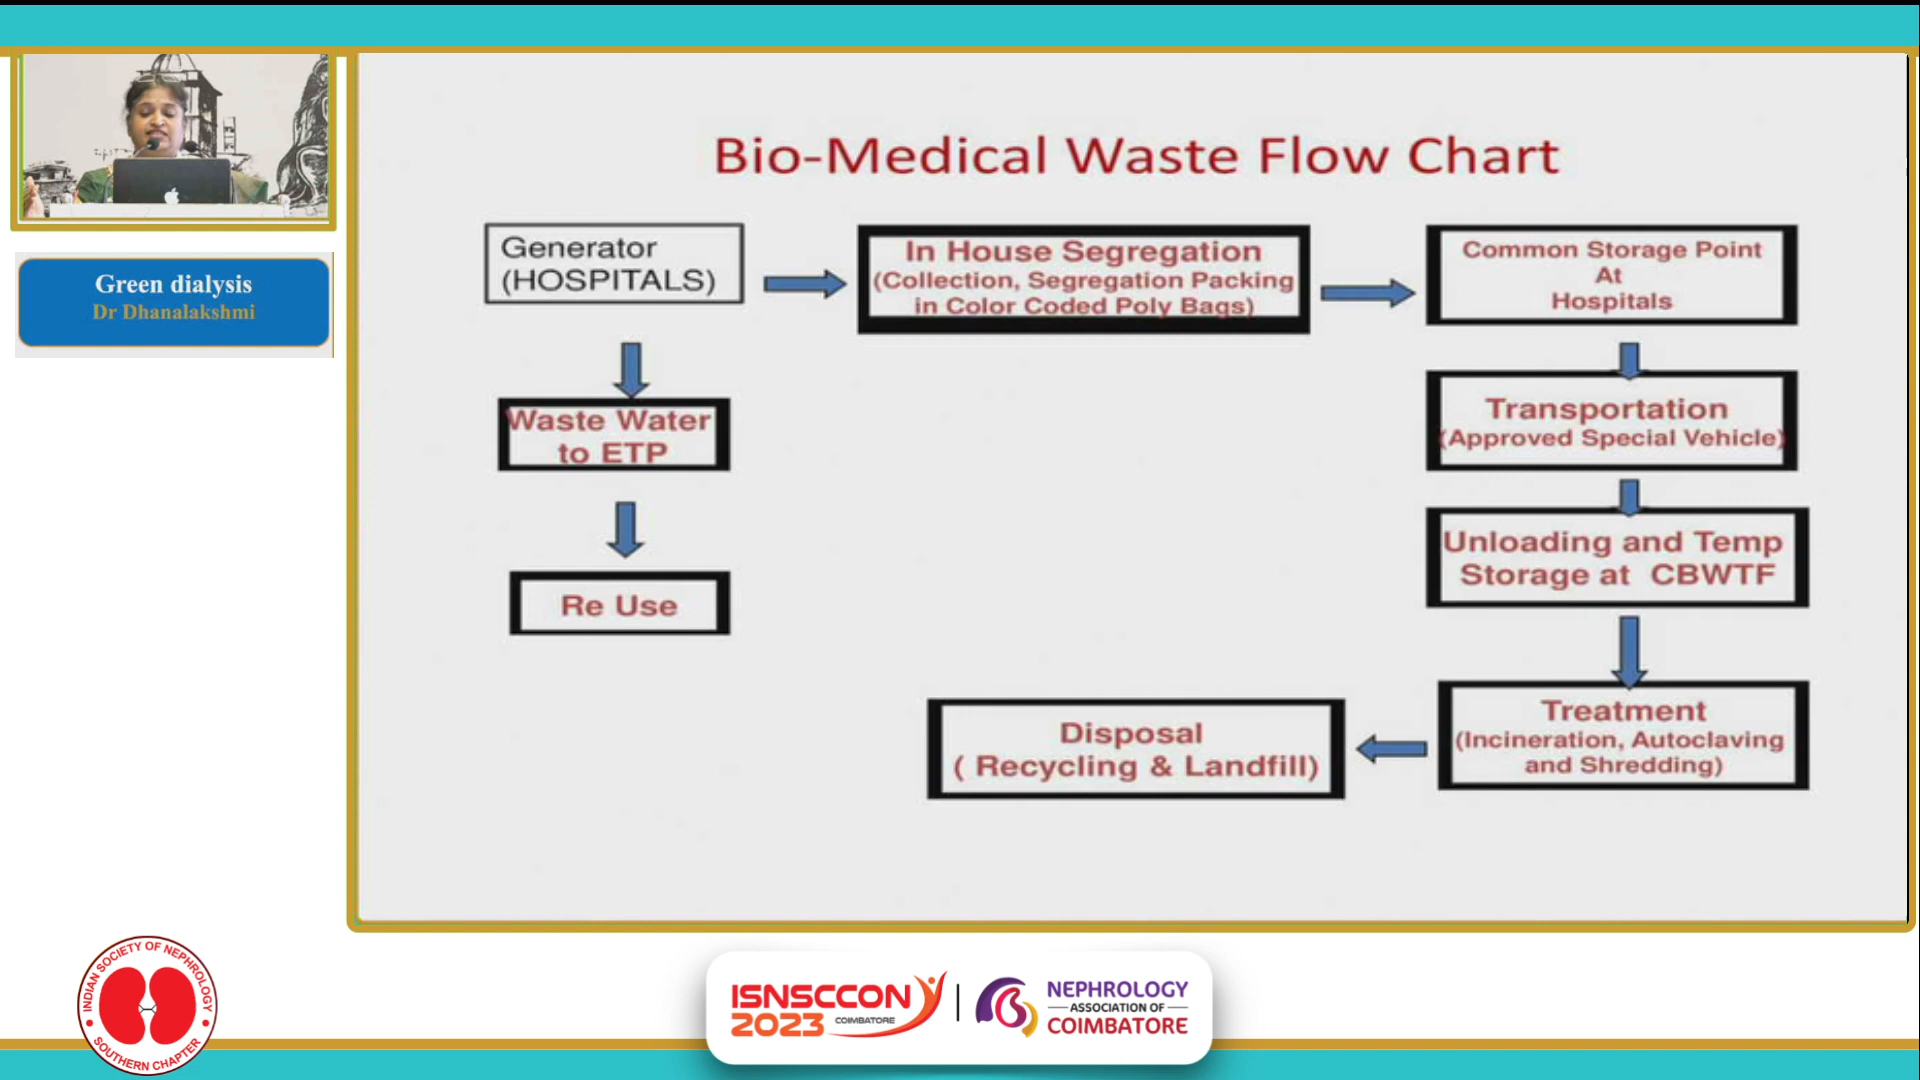 Green dialysis
Dr Dhanalakshmi
Bio-Medical Waste Flow Chart
Generator
(HOSPITALS)
In House Segregation
(Collection, Segregation Packing
in Color Coded Poly Bags)
Common Storage Point
At
Hospitals
Waste Water
to ETP
Transportation
(Approved Special Vehicle)
Re Use
Unloading and Temp
Storage at CBWTF
Treatment
(Incineration, Autoclaving
and Shredding)
Disposal
( Recycling & Landfill)
INDIAN SOCIETY OF NEPHROLOGY
SOUTHERN CHAPTER
ISNSCCON
2023 COIMBATORE
NEPHROLOGY
ASSOCIATION OF
COIMBATORE